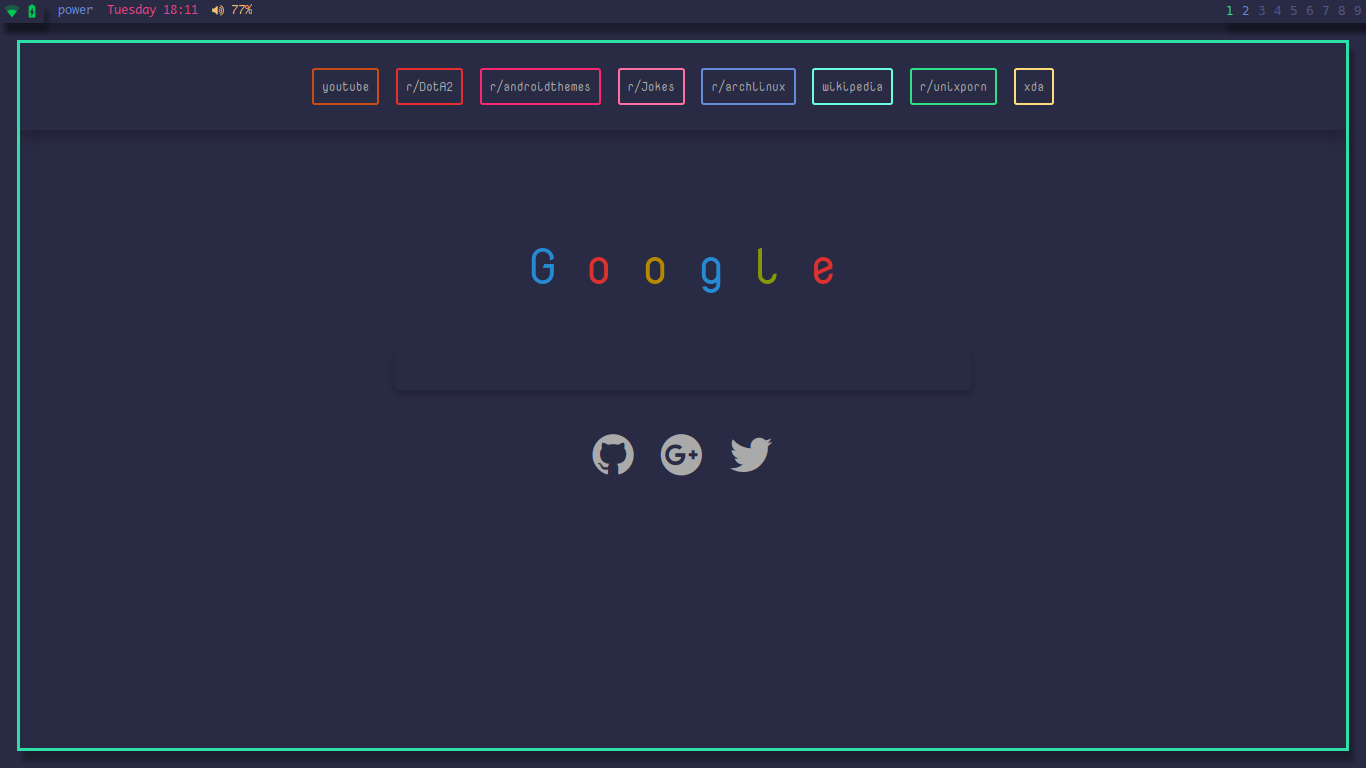 power Tuesday 18:11 77% 1 2 3 4 5 6 7 8 9
youtube r/DotA2 r/androidthemes r/Jokes r/archlinux wikipedia r/unixporn xda
Google
G+